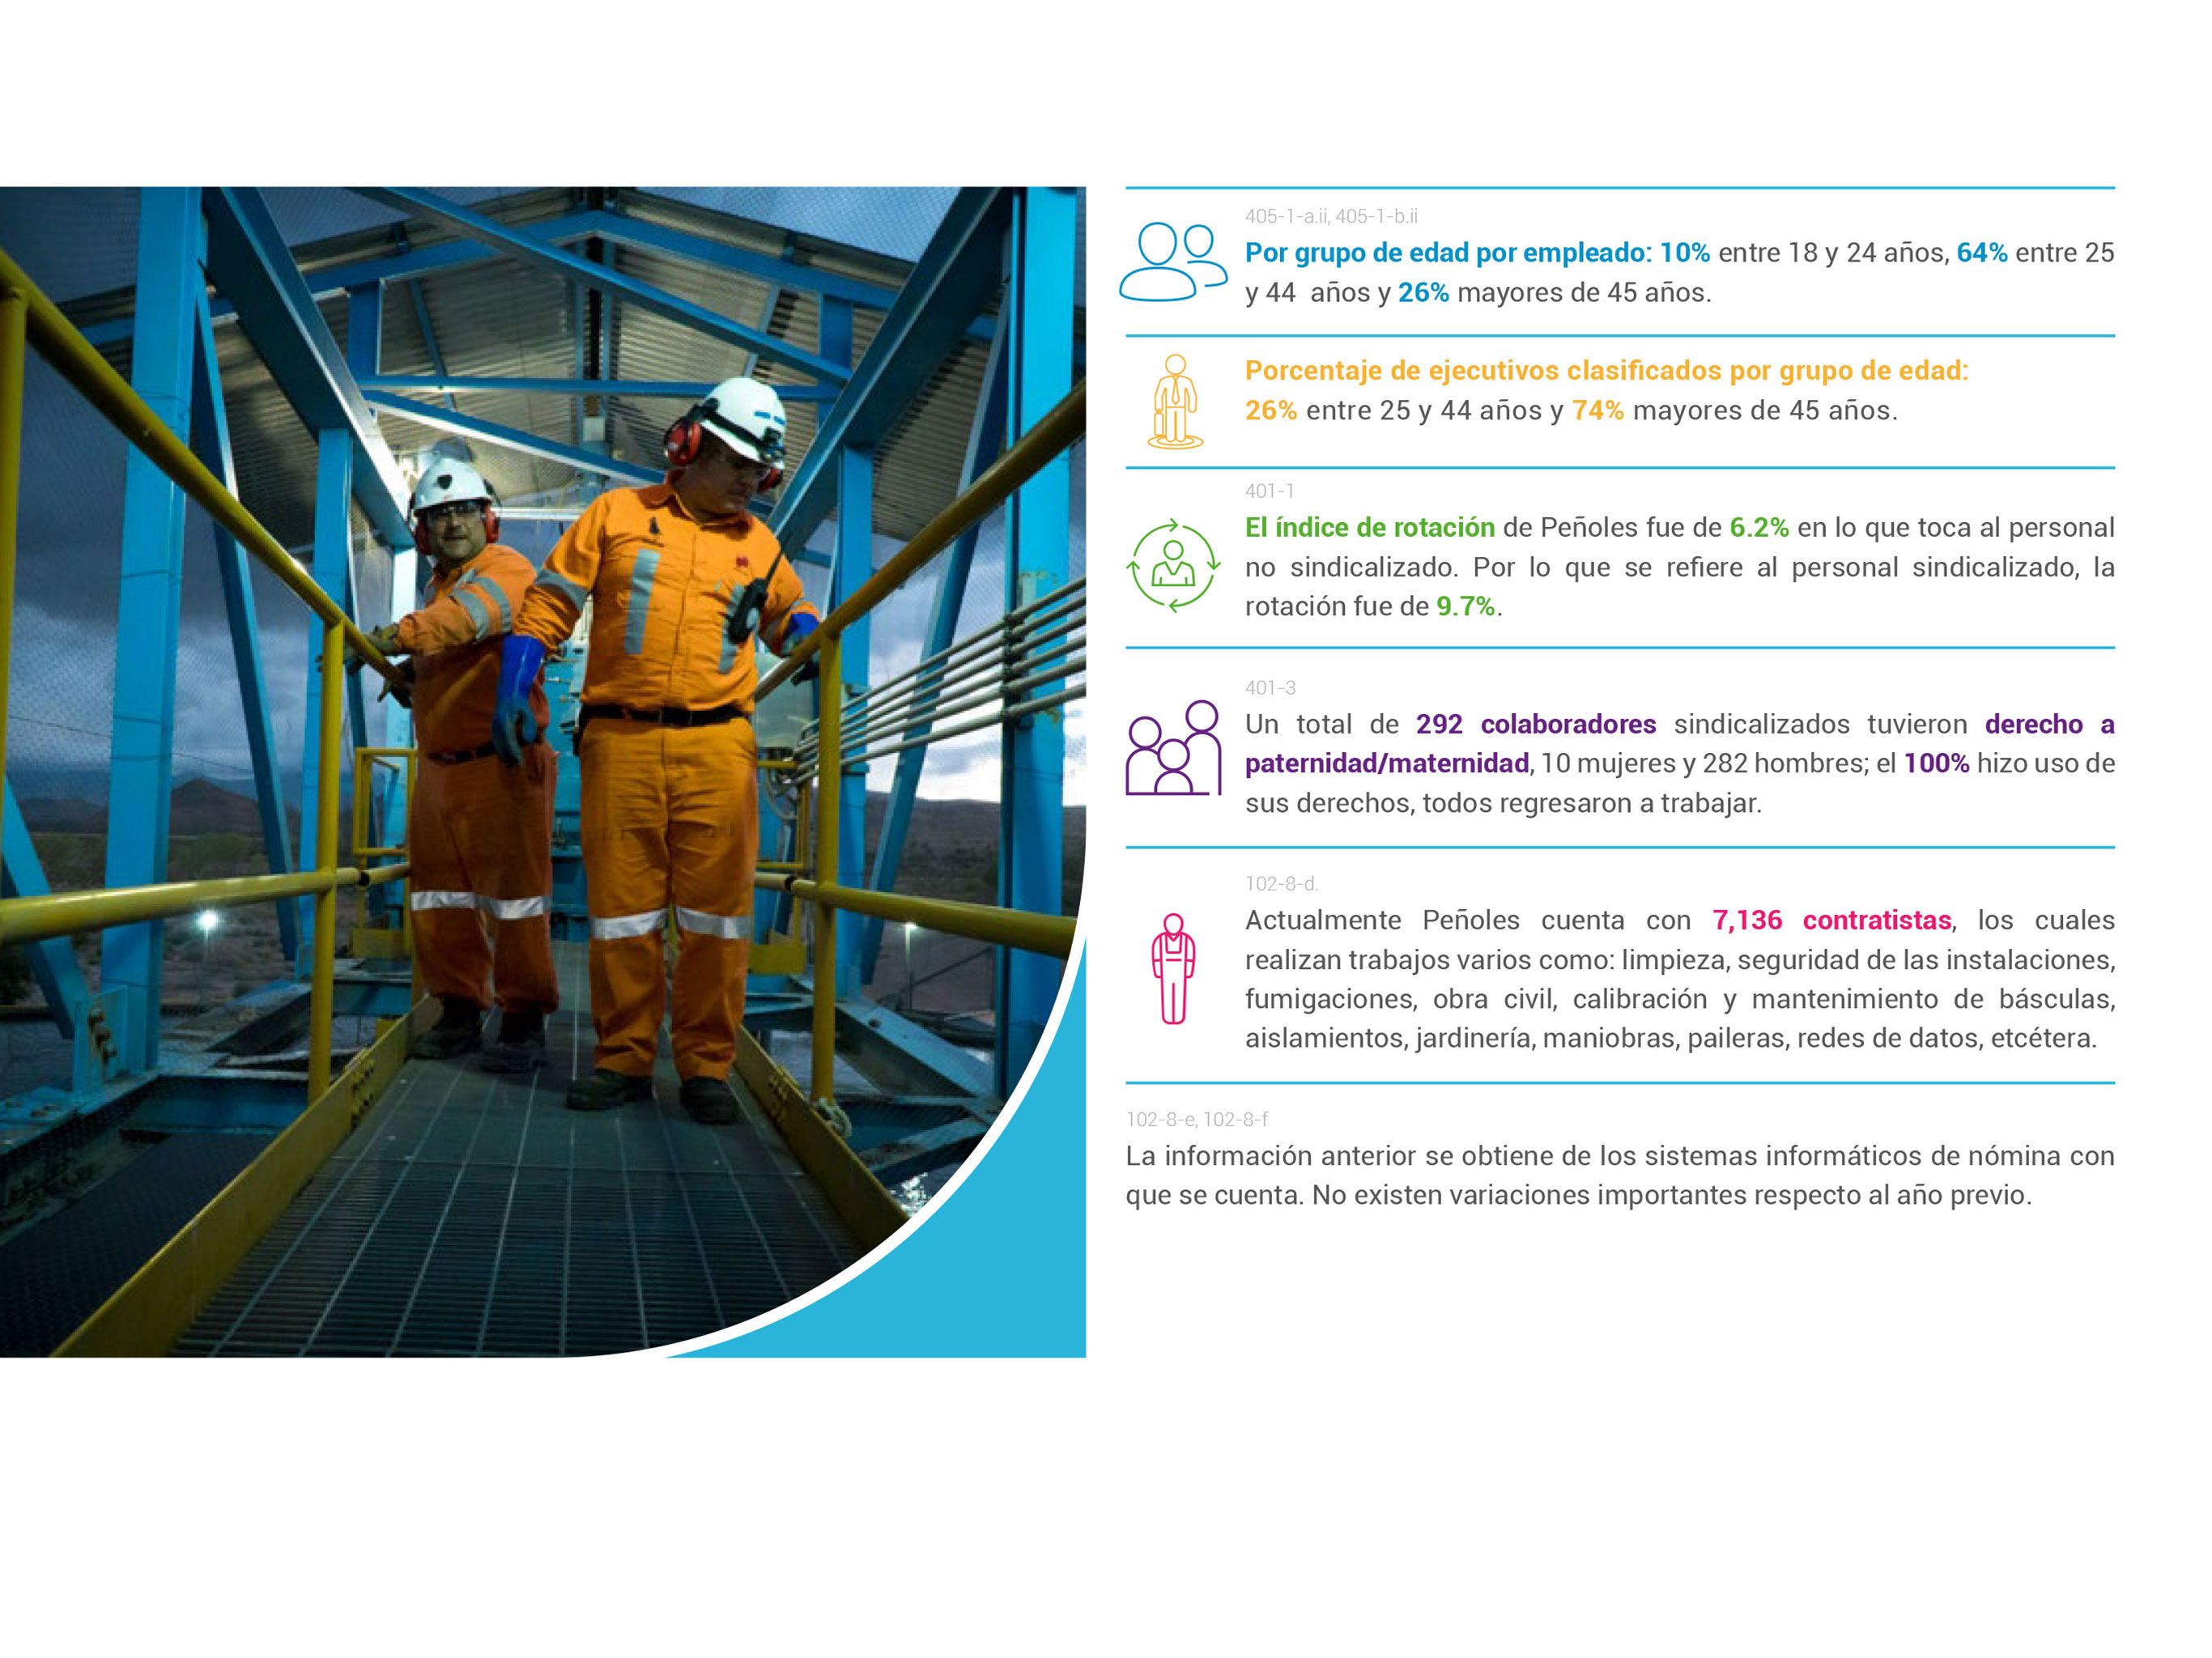 405-1-a.ii, 405-1-b.ii
Por grupo de edad por empleado: 10% entre 18 y 24 años, 64% entre 25
y 44 años y 26% mayores de 45 años.
Porcentaje de ejecutivos clasificados por grupo de edad:
26% entre 25 y 44 años y 74% mayores de 45 años.
401-1
El índice de rotación de Peñoles fue de 6.2% en lo que toca al personal
no sindicalizado. Por lo que se refiere al personal sindicalizado, la
rotación fue de 9.7%.
401-3
Un total de 292 colaboradores sindicalizados tuvieron derecho a
paternidad/maternidad, 10 mujeres y 282 hombres; el 100% hizo uso de
sus derechos, todos regresaron a trabajar.
102-8-d.
Actualmente Peñoles cuenta con 7,136 contratistas, los cuales
realizan trabajos varios como: limpieza, seguridad de las instalaciones,
fumigaciones, obra civil, calibración y mantenimiento de básculas,
aislamientos, jardinería, maniobras, paileras, redes de datos, etcétera.
102-8-e, 102-8-f
La información anterior se obtiene de los sistemas informáticos de nómina con
que se cuenta. No existen variaciones importantes respecto al año previo.